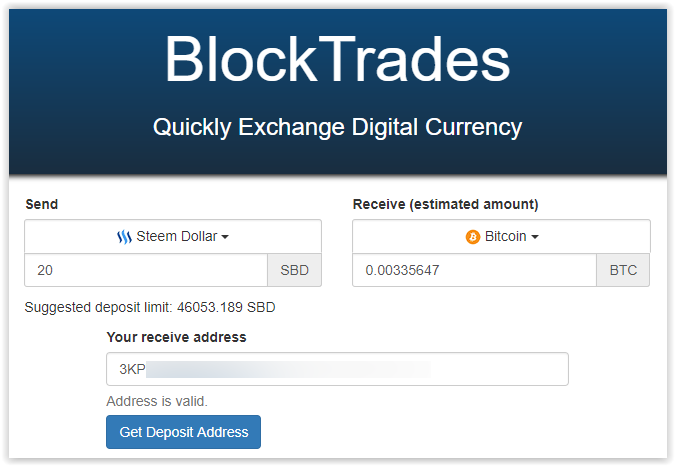 BlockTrades
Quickly Exchange Digital Currency
Send
Receive (estimated amount)
Steem Dollar
Bitcoin
20
SBD
0.00335647
BTC
Suggested deposit limit: 46053.189 SBD
Your receive address
3KP
Address is valid.
Get Deposit Address